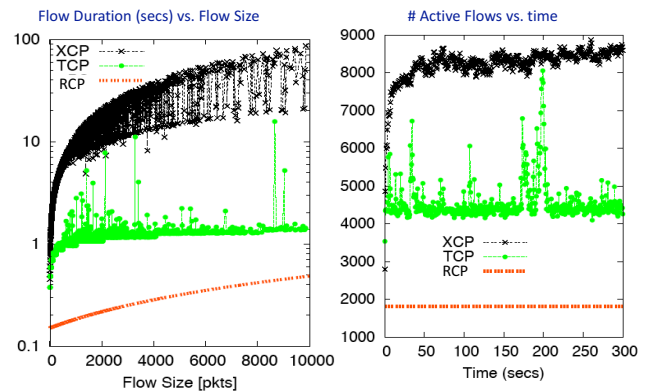 Flow Duration (secs) vs. Flow Size
100
10
1
0.1
XCP
TCP
RCP
0 2000 4000 6000 8000 10000
Flow Size [pkts]
# Active Flows vs. time
9000
8000
7000
6000
5000
4000
3000
2000
1000
XCP
TCP
RCP
0 50 100 150 200 250 300
Time (secs)